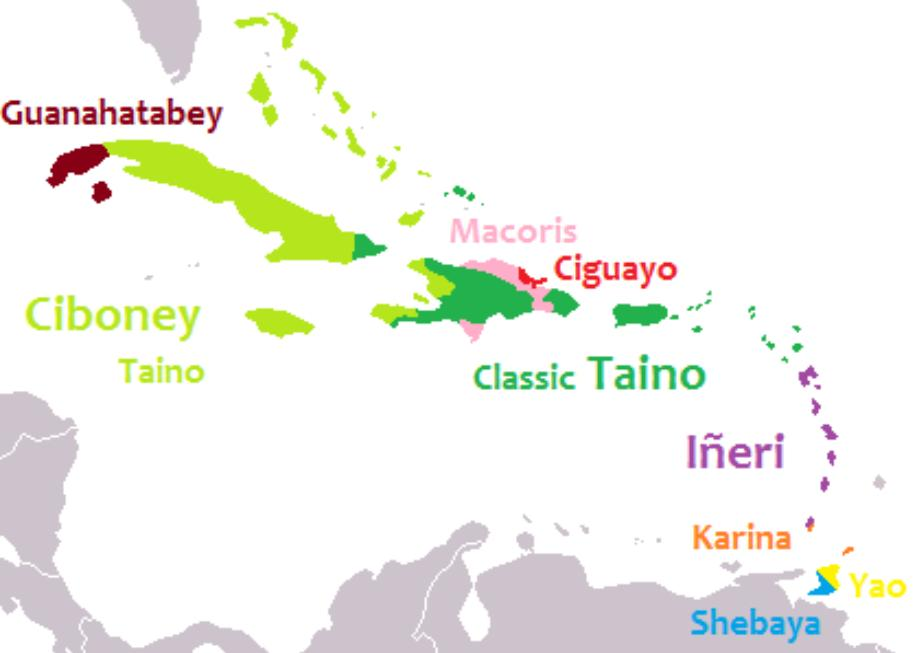 Guanahatabey
Macoris
Ciguayo
Ciboney
Taino
Classic Taino
Iñeri
Karina
Yao
Shebaya